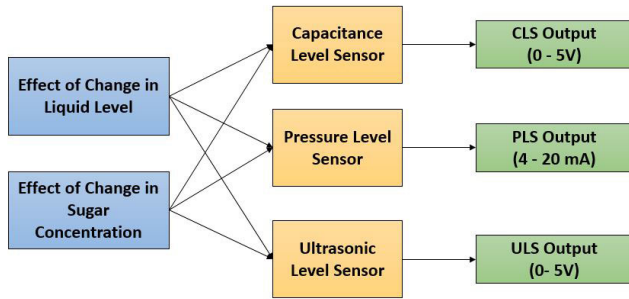 Effect of Change in
Liquid Level
Effect of Change in
Sugar
Concentration
Capacitance
Level Sensor
Pressure Level
Sensor
Ultrasonic
Level Sensor
CLS Output
(0 - 5V)
PLS Output
(4 - 20 mA)
ULS Output
(0- 5V)